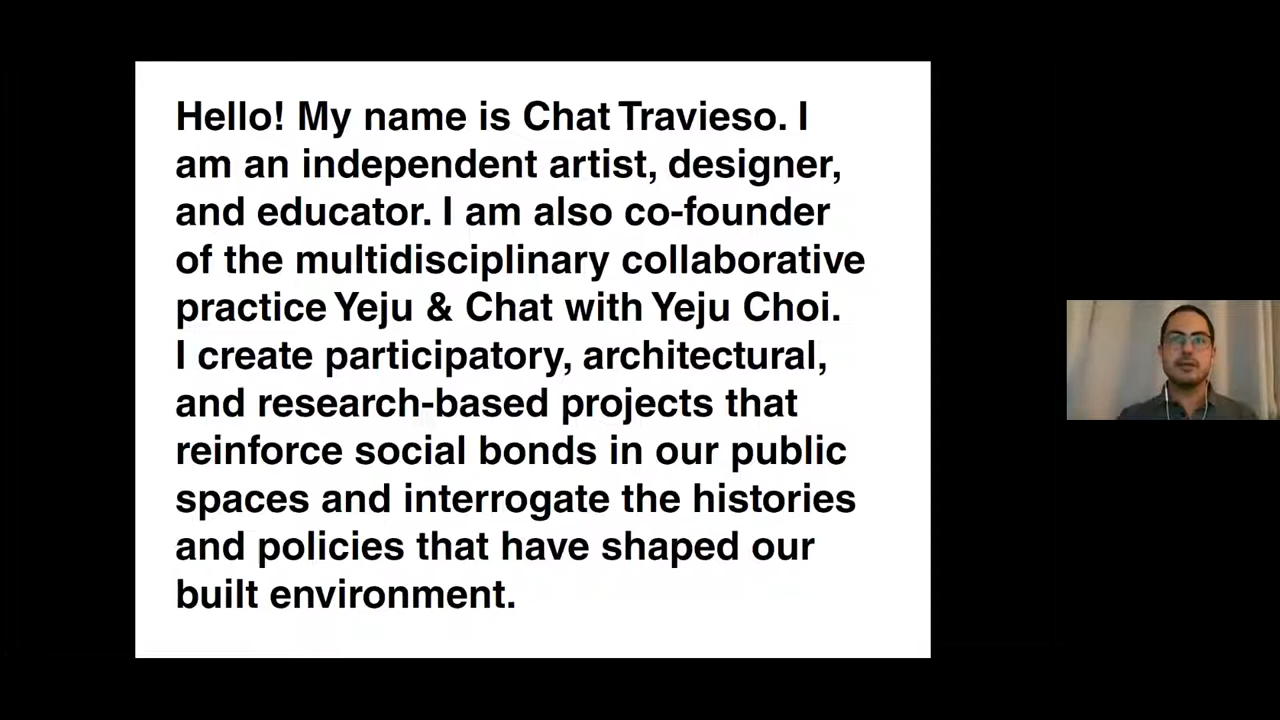 Hello! My name is Chat Travieso. I
am an independent artist, designer,
and educator. I am also co-founder
of the multidisciplinary collaborative
practice Yeju & Chat with Yeju Choi.
I create participatory, architectural,
and research-based projects that
reinforce social bonds in our public
spaces and interrogate the histories
and policies that have shaped our
built environment.